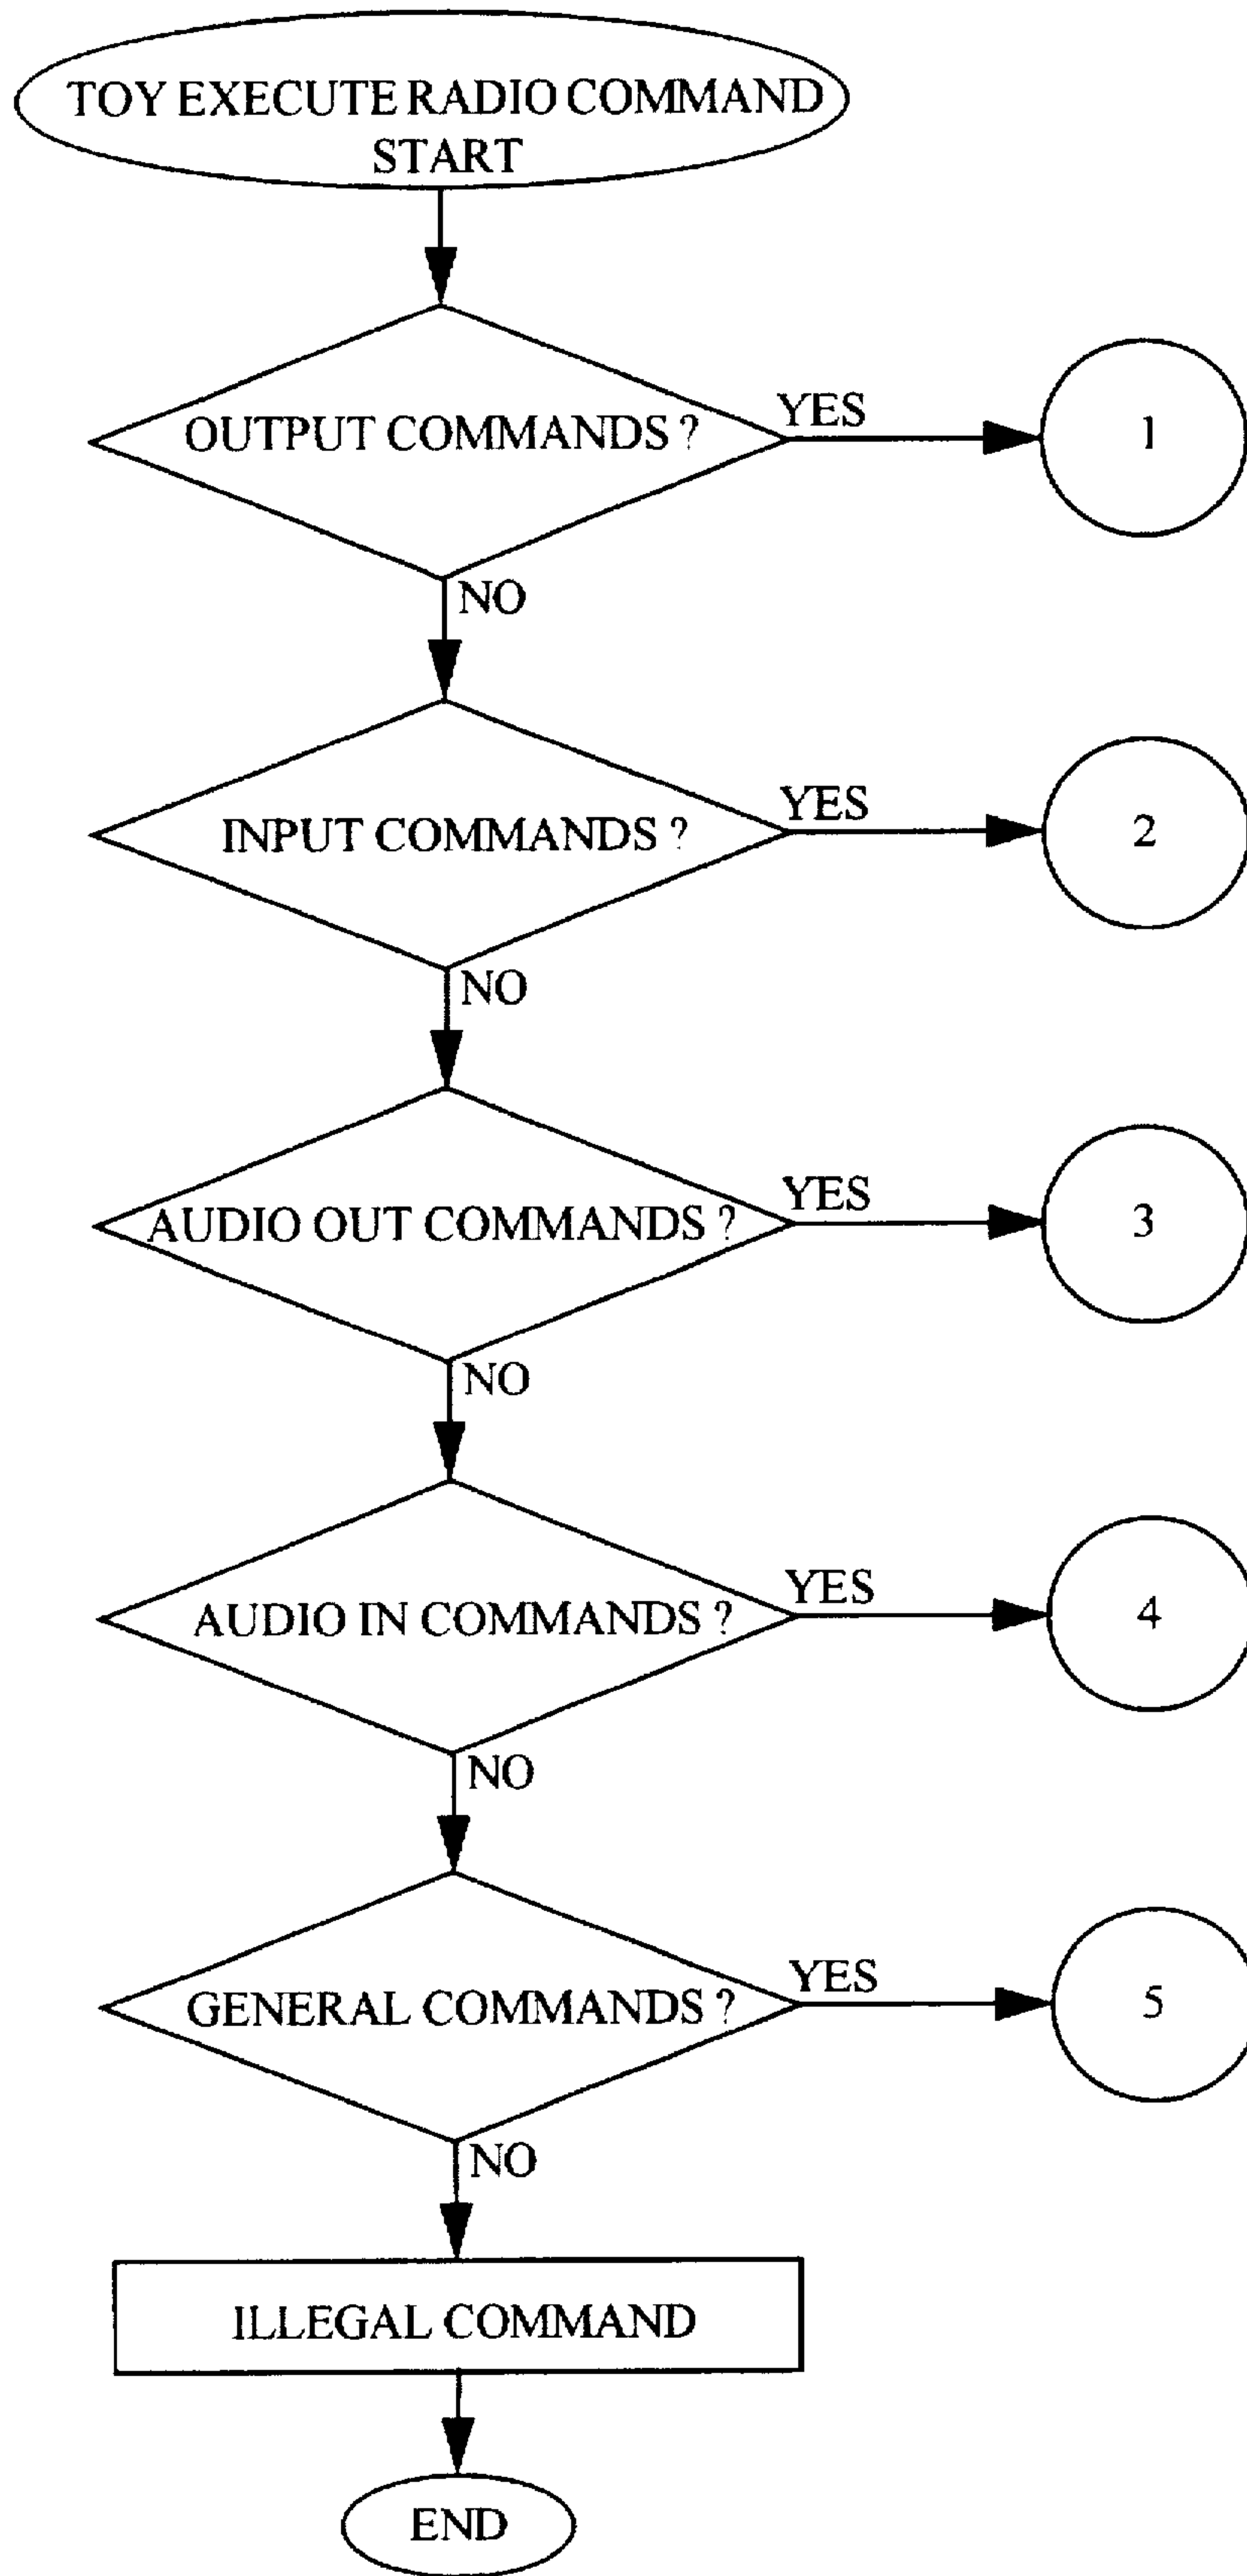 TOY EXECUTE RADIO COMMAND
START
OUTPUT COMMANDS ?
YES
1
NO
INPUT COMMANDS ?
YES
2
NO
AUDIO OUT COMMANDS ?
YES
3
NO
AUDIO IN COMMANDS ?
YES
4
NO
GENERAL COMMANDS ?
YES
5
NO
ILLEGAL COMMAND
END